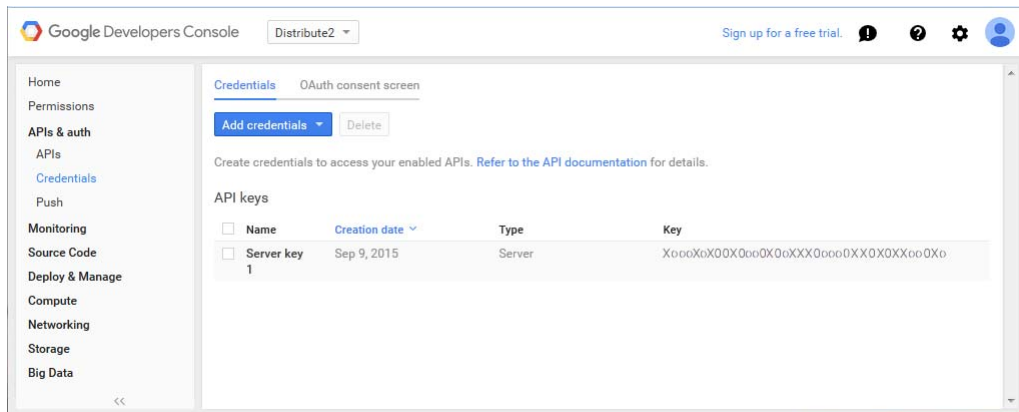 Google Developers Console
Distribute2
Sign up for a free trial.
Home
Permissions
APIs & auth
APIs
Credentials
Push
Monitoring
Source Code
Deploy & Manage
Compute
Networking
Storage
Big Data
<<
Credentials OAuth consent screen
Add credentials Delete
Create credentials to access your enabled APIs. Refer to the API documentation for details.
API keys
Name Creation date Type Key
Server key Sep 9, 2015 Server
1